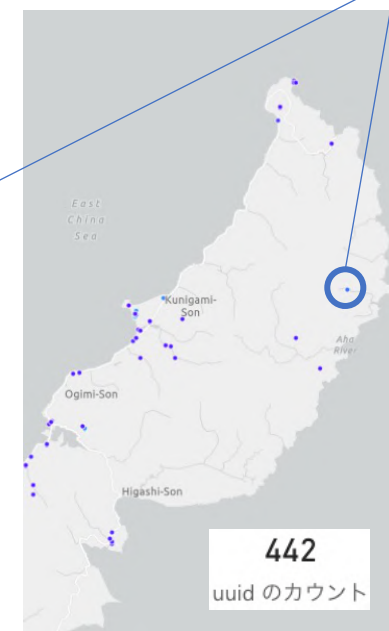 East
China
Sea
Kunigami-
Son
Aha
River
Ogimi-Son
Higashi-Son
442
uuid のカウント